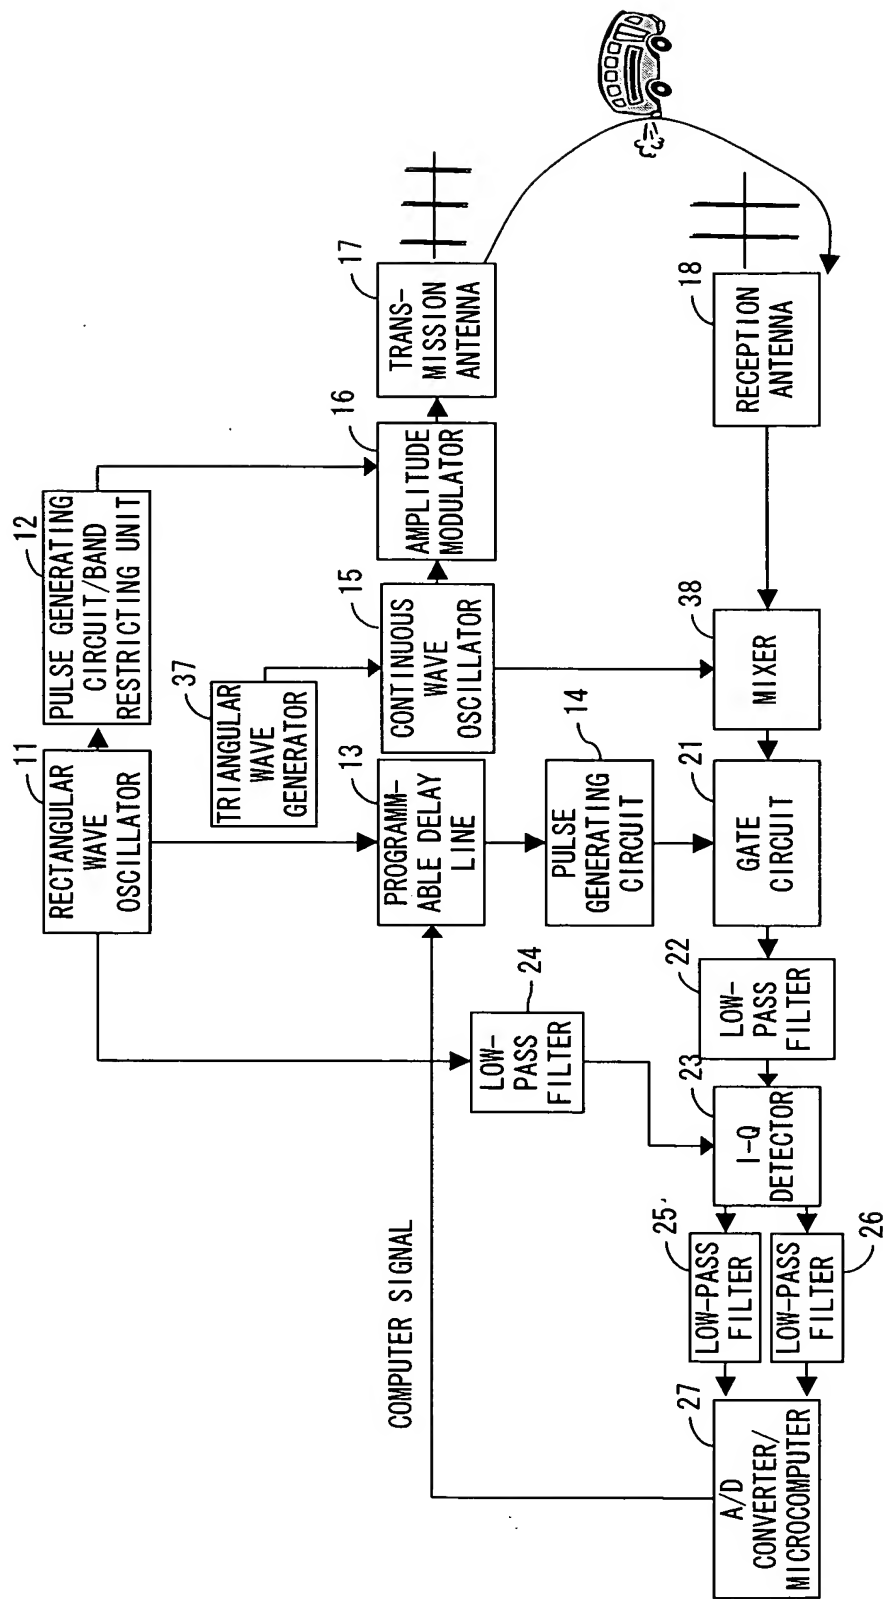 11
RECTANGULAR
WAVE
OSCILLATOR
12
PULSE GENERATING
CIRCUIT/BAND
RESTRICTING UNIT
37
TRIANGULAR
WAVE
GENERATOR
COMPUTER SIGNAL
13
PROGRAMM-
ABLE DELAY
LINE
15
CONTINUOUS
WAVE
OSCILLATOR
16
AMPLITUDE
MODULATOR
17
TRANS-
MISSION
ANTENNA
24
LOW-
PASS
FILTER
14
PULSE
GENERATING
CIRCUIT
27
A/D
CONVERTER/
MICROCOMPUTER
25
LOW-PASS
FILTER
LOW-PASS
FILTER
26
23
I-Q
DETECTOR
22
LOW-
PASS
FILTER
21
GATE
CIRCUIT
38
MIXER
18
RECEPTION
ANTENNA